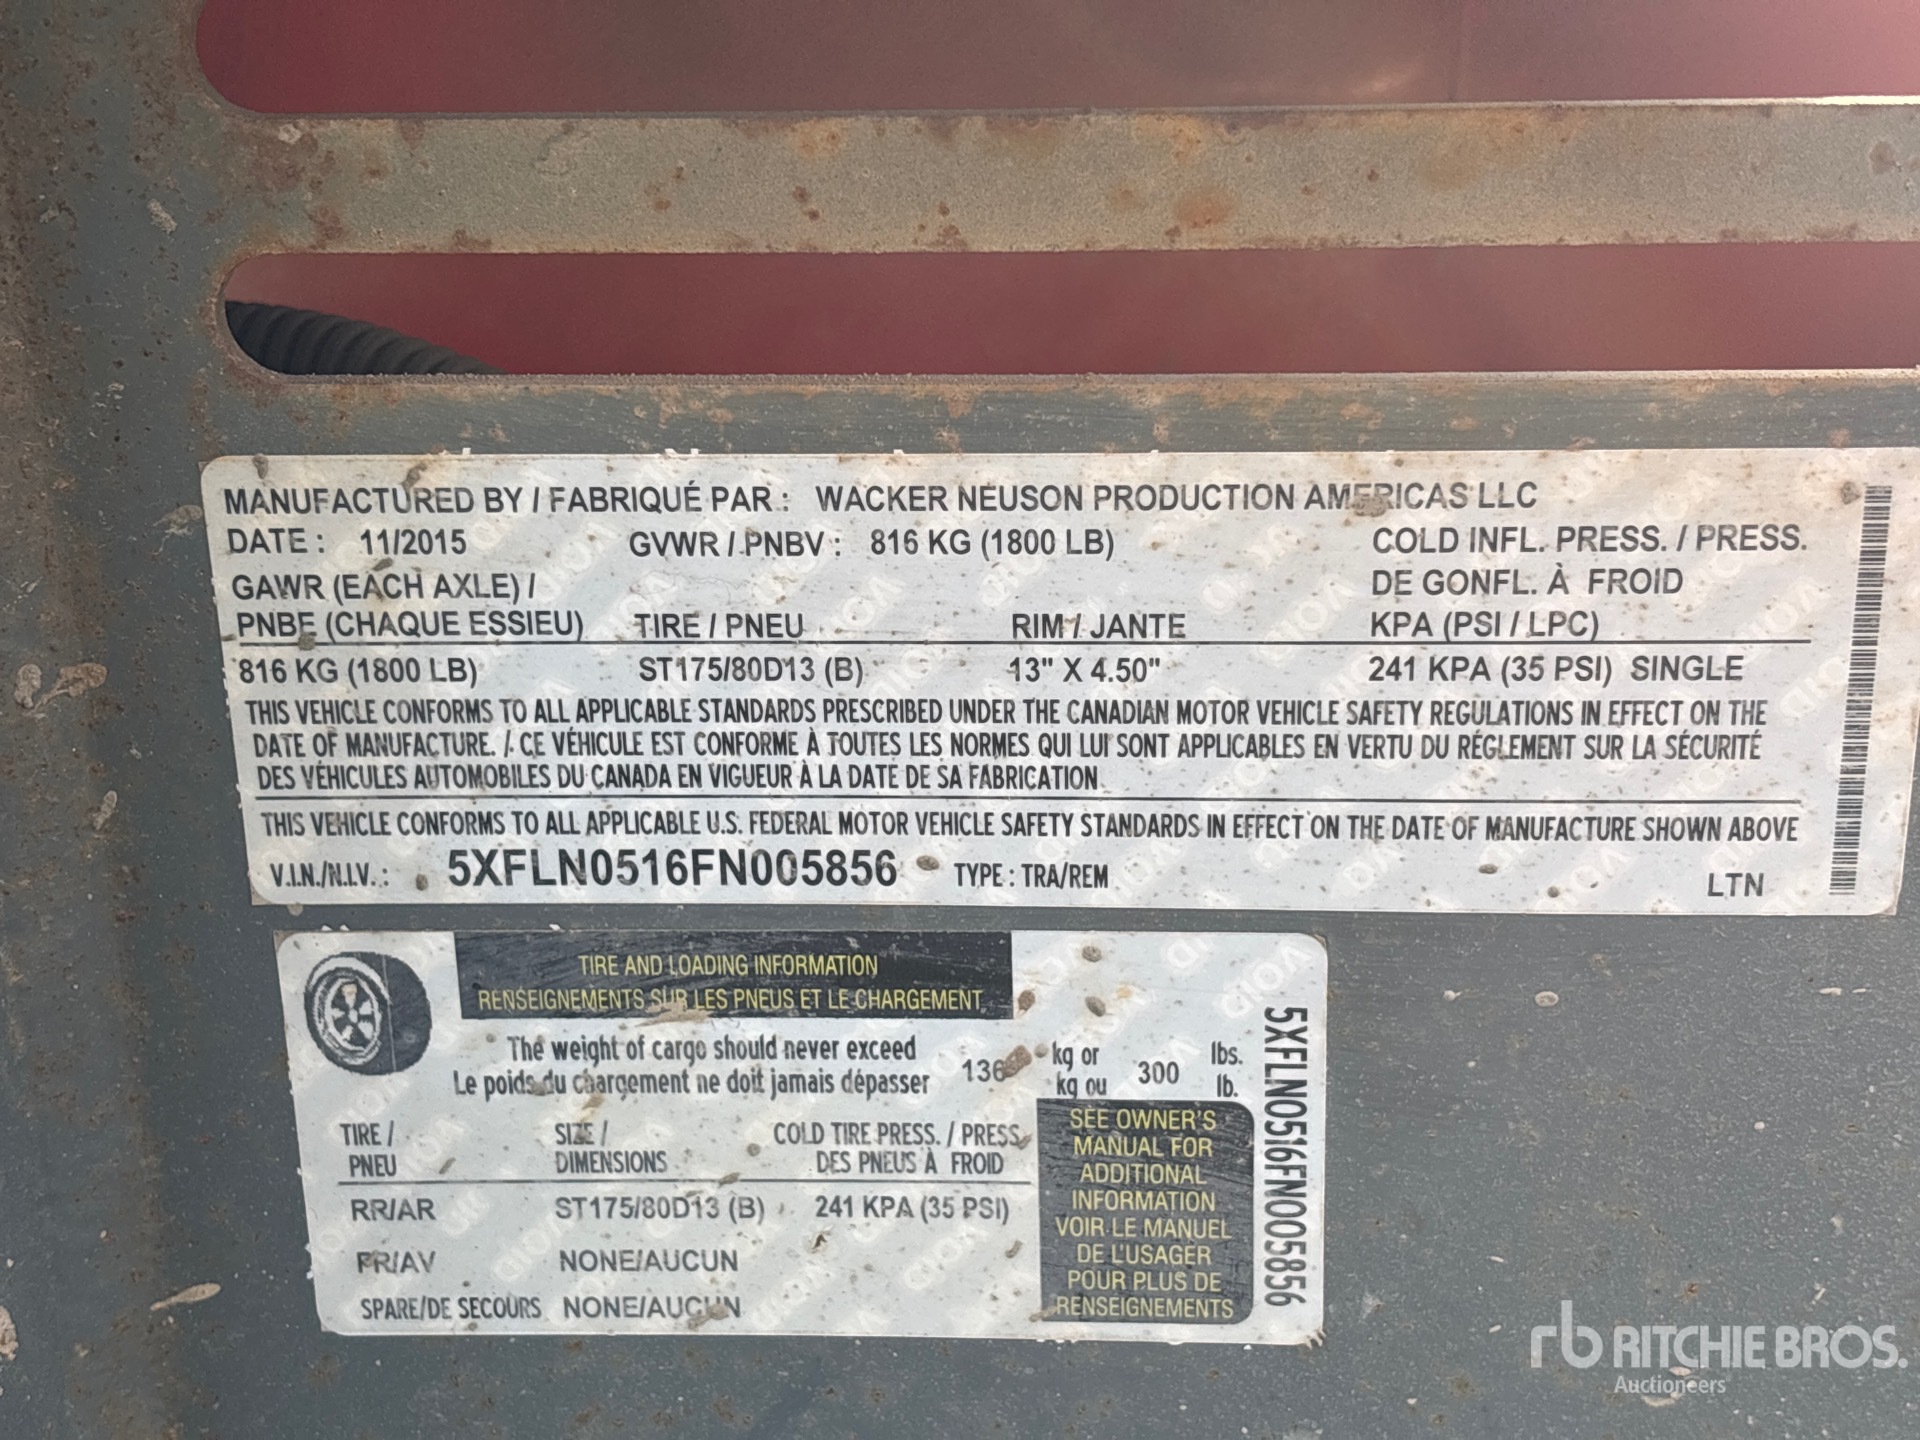 MANUFACTURED BY / FABRIQUÉ PAR : WACKER NEUSON PRODUCTION AMERICAS LLC
DATE : 11/2015 GVWR / PNBV : 816 KG (1800 LB) COLD INFL. PRESS. / PRESS.
GAWR (EACH AXLE) / DE GONFL. À FROID
PNBE (CHAQUE ESSIEU) TIRE / PNEU RIM / JANTE KPA (PSI / LPC)
816 KG (1800 LB) ST175/80D13 (B) 13" X 4.50" 241 KPA (35 PSI) SINGLE
THIS VEHICLE CONFORMS TO ALL APPLICABLE STANDARDS PRESCRIBED UNDER THE CANADIAN MOTOR VEHICLE SAFETY REGULATIONS IN EFFECT ON THE
DATE OF MANUFACTURE. / CE VÉHICULE EST CONFORME À TOUTES LES NORMES QUI LUI SONT APPLICABLES EN VERTU DU RÉGLEMENT SUR LA SÉCURITÉ
DES VÉHICULES AUTOMOBILES DU CANADA EN VIGUEUR À LA DATE DE SA FABRICATION.
THIS VEHICLE CONFORMS TO ALL APPLICABLE U.S. FEDERAL MOTOR VEHICLE SAFETY STANDARDS IN EFFECT ON THE DATE OF MANUFACTURE SHOWN ABOVE
V.I.N./N.I.V. : 5XFLN0516FN005856 TYPE : TRA/REM LTN
TIRE AND LOADING INFORMATION
RENSEIGNEMENTS SUR LES PNEUS ET LE CHARGEMENT
The weight of cargo should never exceed kg or lbs.
Le poids du chargement ne doit jamais dépasser 136 kg ou 300 lb.
TIRE / SIZE / COLD TIRE PRESS. / PRESS.
PNEU DIMENSIONS DES PNEUS À FROID
RR/AR ST175/80D13 (B) 241 KPA (35 PSI)
FR/AV NONE/AUCUN
SPARE/DE SECOURS NONE/AUCUN
SEE OWNER'S
MANUAL FOR
ADDITIONAL
INFORMATION
VOIR LE MANUEL
DE L'USAGER
POUR PLUS DE
RENSEIGNEMENTS
5XFLN0516FN005856
rb RITCHIE BROS.
Auctioneers